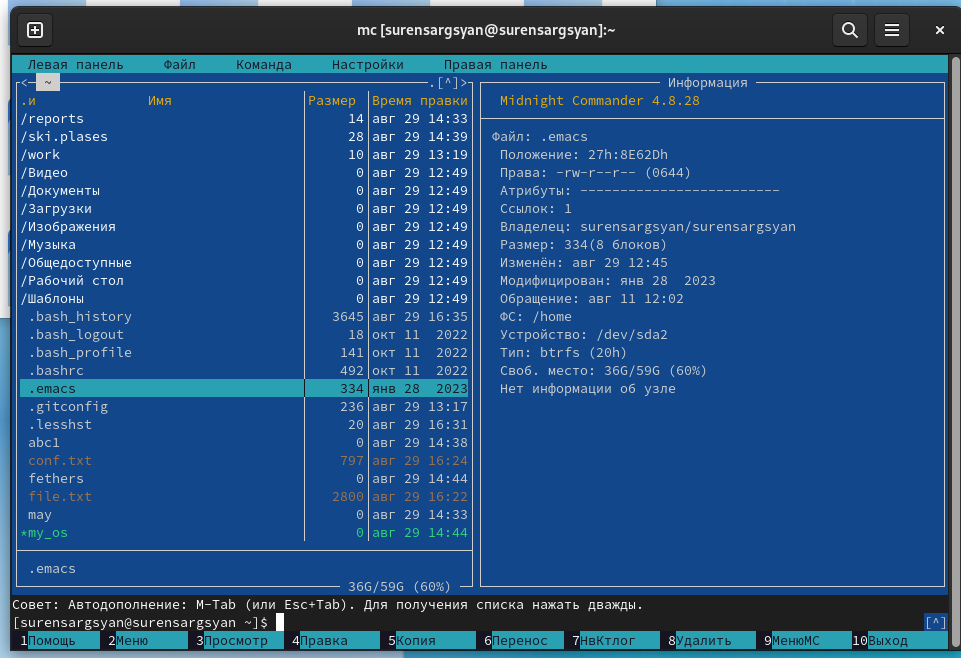 mc [surensargsyan@surensargsyan]:~
Левая панель Файл Команда Настройки Правая панель
<─ ~ .[^]>
.и Имя Размер Время правки
/reports 14 авг 29 14:33
/ski.plases 28 авг 29 14:39
/work 10 авг 29 13:19
/Видео 0 авг 29 12:49
/Документы 0 авг 29 12:49
/Загрузки 0 авг 29 12:49
/Изображения 0 авг 29 12:49
/Музыка 0 авг 29 12:49
/Общедоступные 0 авг 29 12:49
/Рабочий стол 0 авг 29 12:49
/Шаблоны 0 авг 29 12:49
.bash_history 3645 авг 29 16:35
.bash_logout 18 окт 11 2022
.bash_profile 141 окт 11 2022
.bashrc 492 окт 11 2022
.emacs 334 янв 28 2023
.gitconfig 236 авг 29 13:17
.lesshst 20 авг 29 16:31
abc1 0 авг 29 14:38
conf.txt 797 авг 29 16:24
fethers 0 авг 29 14:44
file.txt 2800 авг 29 16:22
may 0 авг 29 14:33
*my_os 0 авг 29 14:44
.emacs
36G/59G (60%)
Информация
Midnight Commander 4.8.28
Файл: .emacs
Положение: 27h:8E62Dh
Права: -rw-r--r-- (0644)
Атрибуты: -------------------------
Ссылок: 1
Владелец: surensargsyan/surensargsyan
Размер: 334(8 блоков)
Изменён: авг 29 12:45
Модифицирован: янв 28 2023
Обращение: авг 11 12:02
ФС: /home
Устройство: /dev/sda2
Тип: btrfs (20h)
Своб. место: 36G/59G (60%)
Нет информации об узле
Совет: Автодополнение: M-Tab (или Esc+Tab). Для получения списка нажать дважды.
[surensargsyan@surensargsyan ~]$ [^]
1Помощь 2Меню 3Просмотр 4Правка 5Копия 6Перенос 7НвКтлог 8Удалить 9МенюМС 10Выход